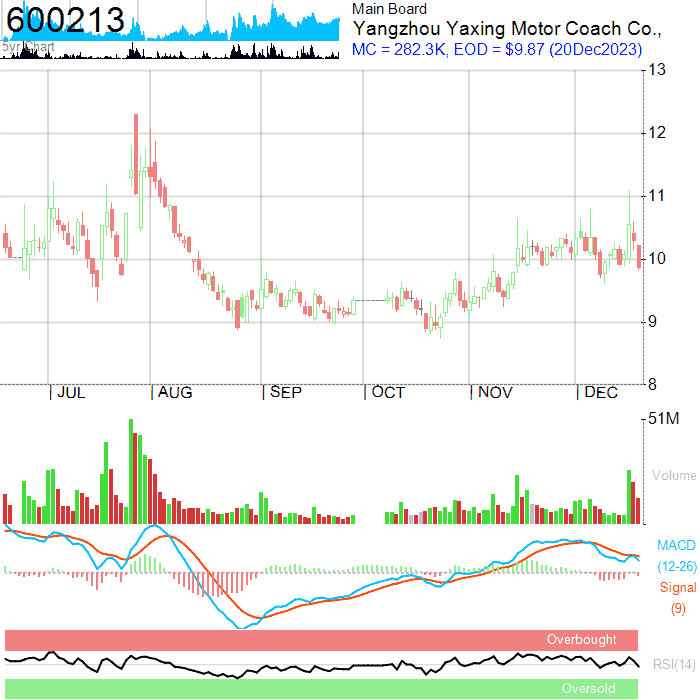 600213
5yr Chart
Main Board
Yangzhou Yaxing Motor Coach Co.,
MC = 282.3K, EOD = $9.87 (20Dec2023)
13
12
11
10
9
8
JUL AUG SEP OCT NOV DEC
51M
Volume
MACD
(12-26)
Signal
(9)
Overbought
RSI(14)
Oversold